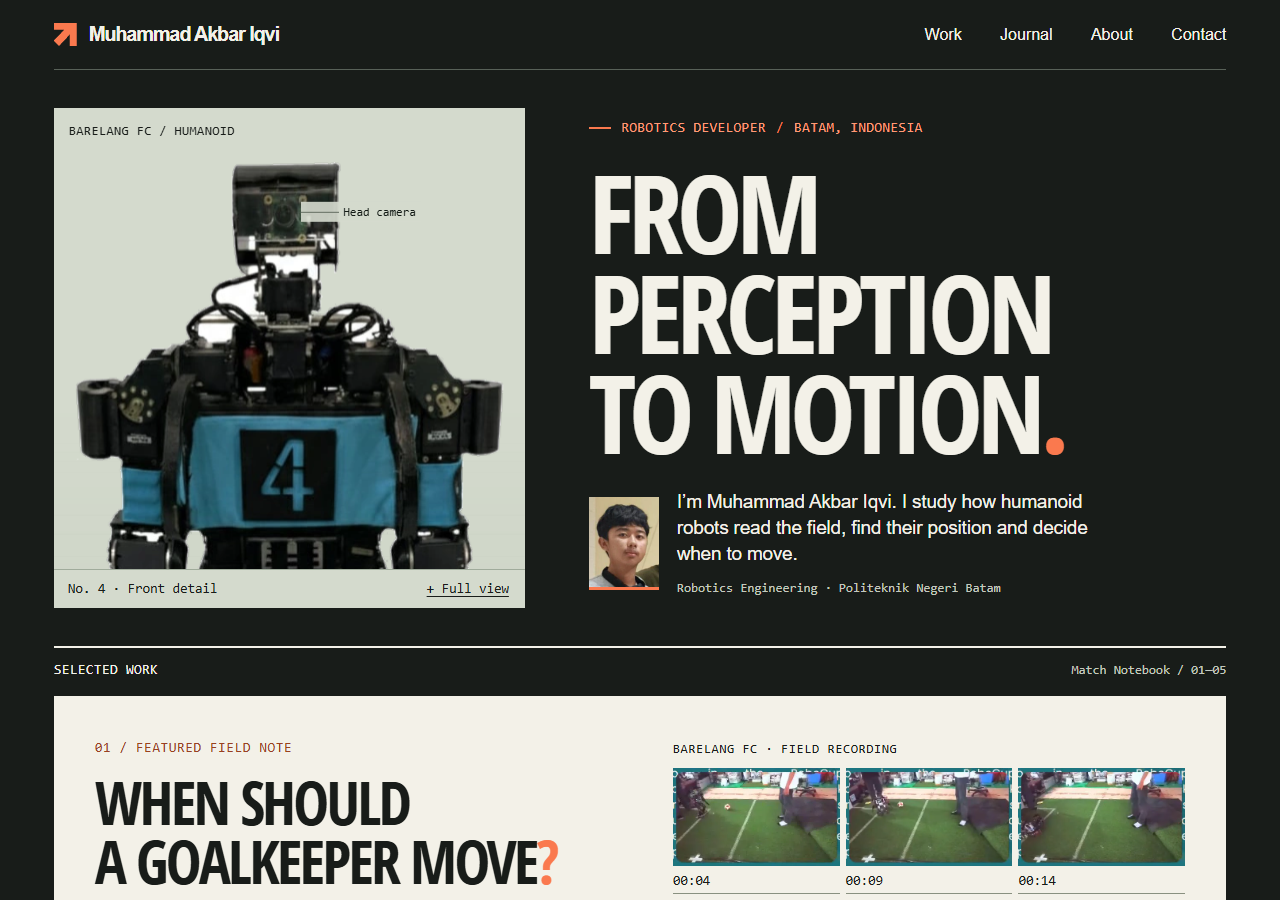 Muhammad Akbar Iqvi
Work
Journal
About
Contact
BARELANG FC / HUMANOID
Head camera
4
No. 4 · Front detail
+ Full view
ROBOTICS DEVELOPER / BATAM, INDONESIA
FROM
PERCEPTION
TO MOTION.
I’m Muhammad Akbar Iqvi. I study how humanoid
robots read the field, find their position and decide
when to move.
Robotics Engineering · Politeknik Negeri Batam
SELECTED WORK
Match Notebook / 01—05
01 / FEATURED FIELD NOTE
WHEN SHOULD
A GOALKEEPER MOVE?
BARELANG FC · FIELD RECORDING
00:04
00:09
00:14